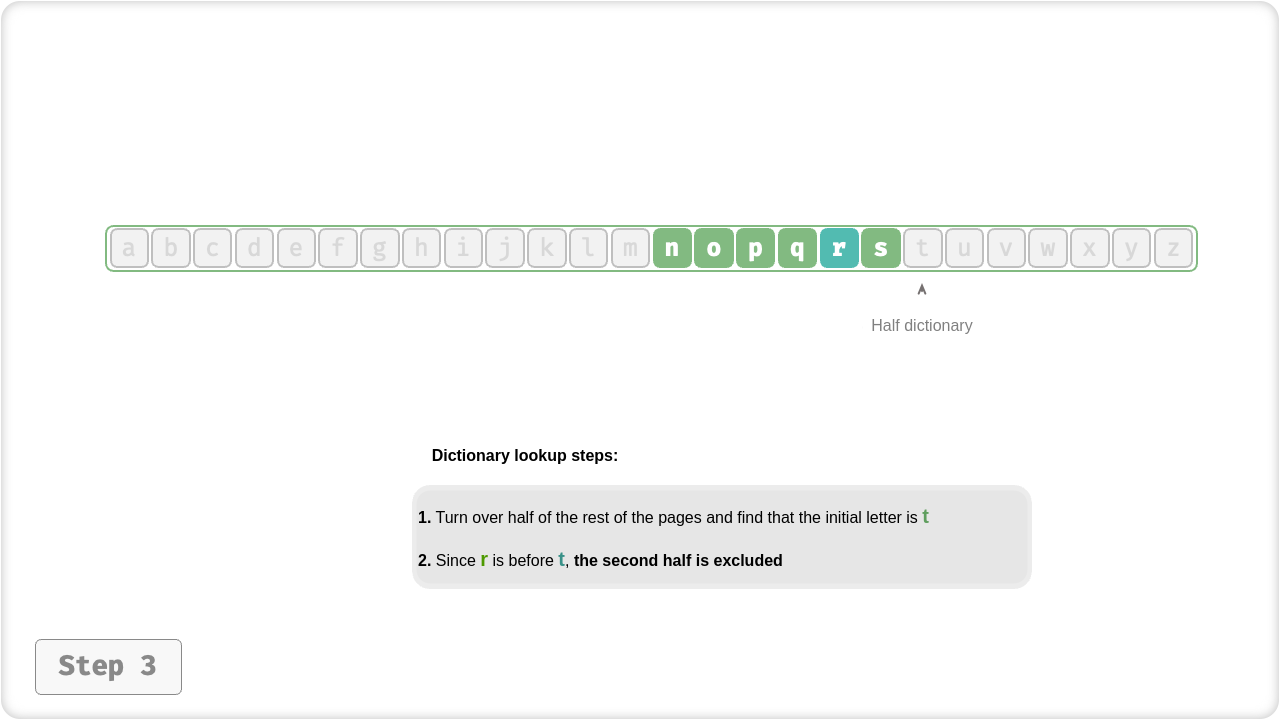 a b c d e f g h i j k l m n o p q r s t u v w x y z
Half dictionary
Dictionary lookup steps:
1. Turn over half of the rest of the pages and find that the initial letter is t
2. Since r is before t, the second half is excluded
Step 3